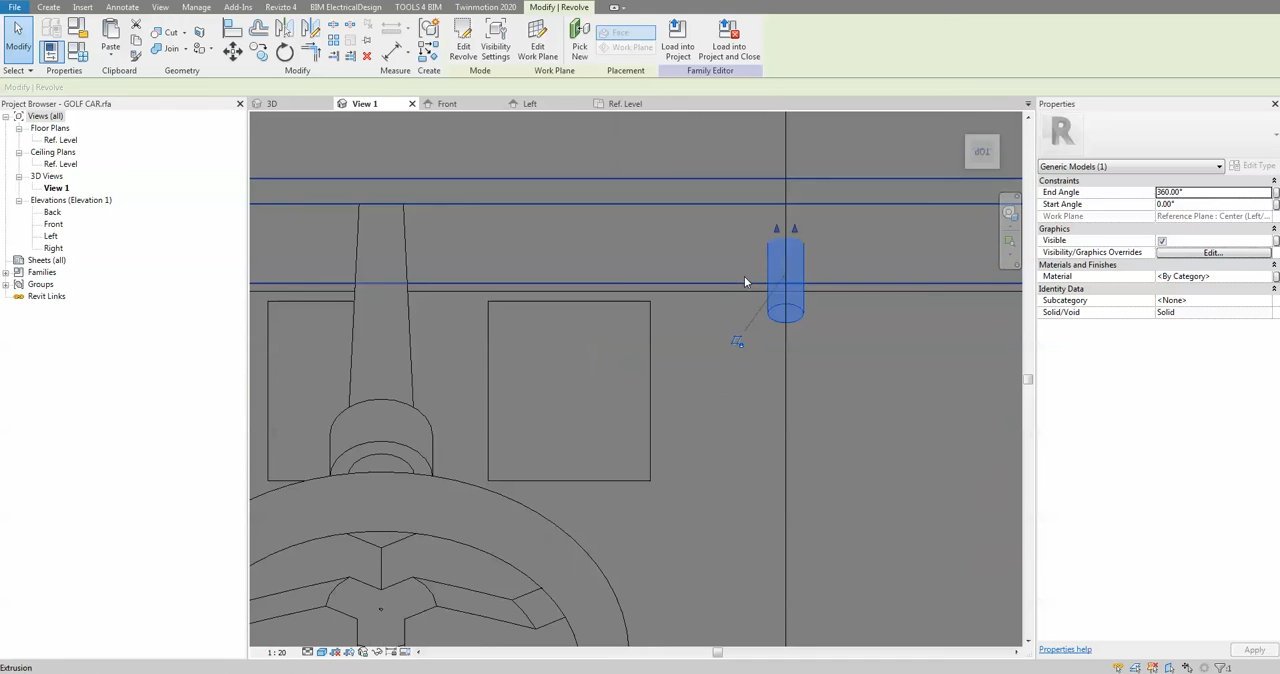 File Create Insert Annotate View Manage Add-Ins Revizto 4 BIM ElectricalDesign TOOLS 4 BIM Twinmotion 2020 Modify | Revolve
Modify
Paste
Cut
Join
Edit Revolve
Visibility Settings
Edit Work Plane
Pick New
Face
Work Plane
Load into Project
Load into Project and Close
Select Properties Clipboard Geometry Modify Measure Create Mode Work Plane Placement Family Editor
Modify | Revolve
Project Browser - GOLF CAR.rfa
Views (all)
Floor Plans
Ref. Level
Ceiling Plans
Ref. Level
3D Views
View 1
Elevations (Elevation 1)
Back
Front
Left
Right
Sheets (all)
Families
Groups
Revit Links
3D View 1 Front Left Ref. Level
TOP
1 : 20
Properties
R
Generic Models (1) Edit Type
Constraints
End Angle 360.00°
Start Angle 0.00°
Work Plane Reference Plane : Center (Left/...
Graphics
Visible
Visibility/Graphics Overrides Edit...
Materials and Finishes
Material <By Category>
Identity Data
Subcategory <None>
Solid/Void Solid
Properties help Apply
Extrusion
:0